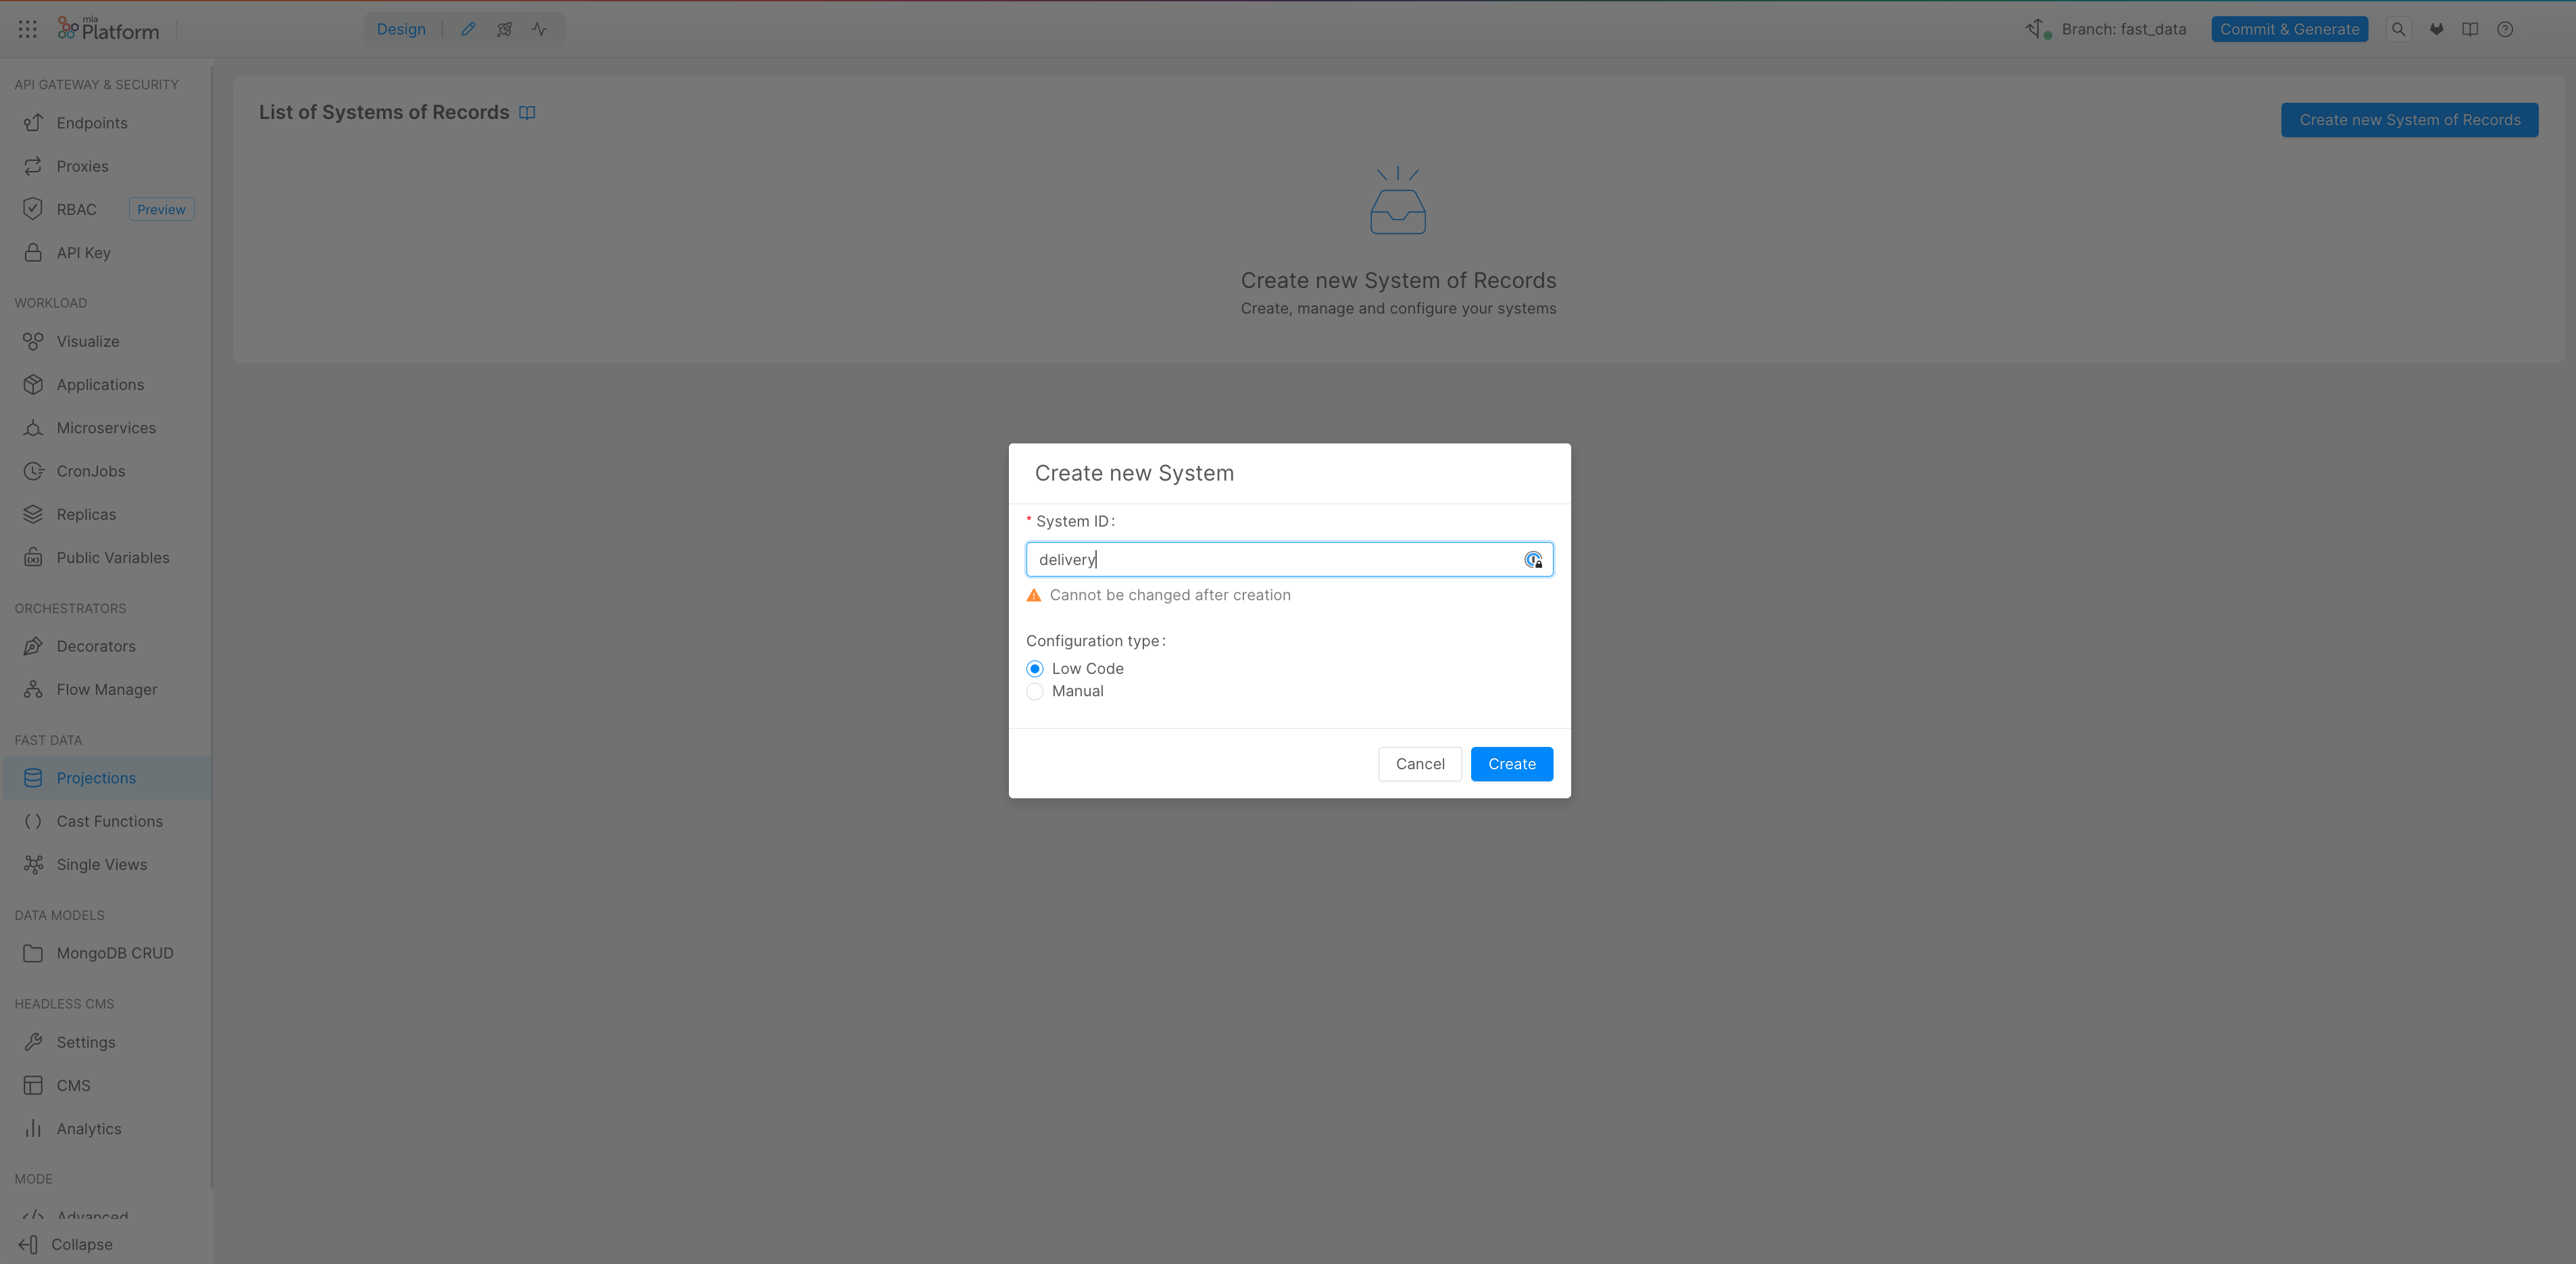 mia
Platform
Design
Branch: fast_data
Commit & Generate
API GATEWAY & SECURITY
Endpoints
Proxies
RBAC
Preview
API Key
WORKLOAD
Visualize
Applications
Microservices
CronJobs
Replicas
Public Variables
ORCHESTRATORS
Decorators
Flow Manager
FAST DATA
Projections
Cast Functions
Single Views
DATA MODELS
MongoDB CRUD
HEADLESS CMS
Settings
CMS
Analytics
MODE
Advanced
Collapse
List of Systems of Records
Create new System of Records
Create new System of Records
Create, manage and configure your systems
Create new System
* System ID:
delivery
Cannot be changed after creation
Configuration type:
Low Code
Manual
Cancel
Create